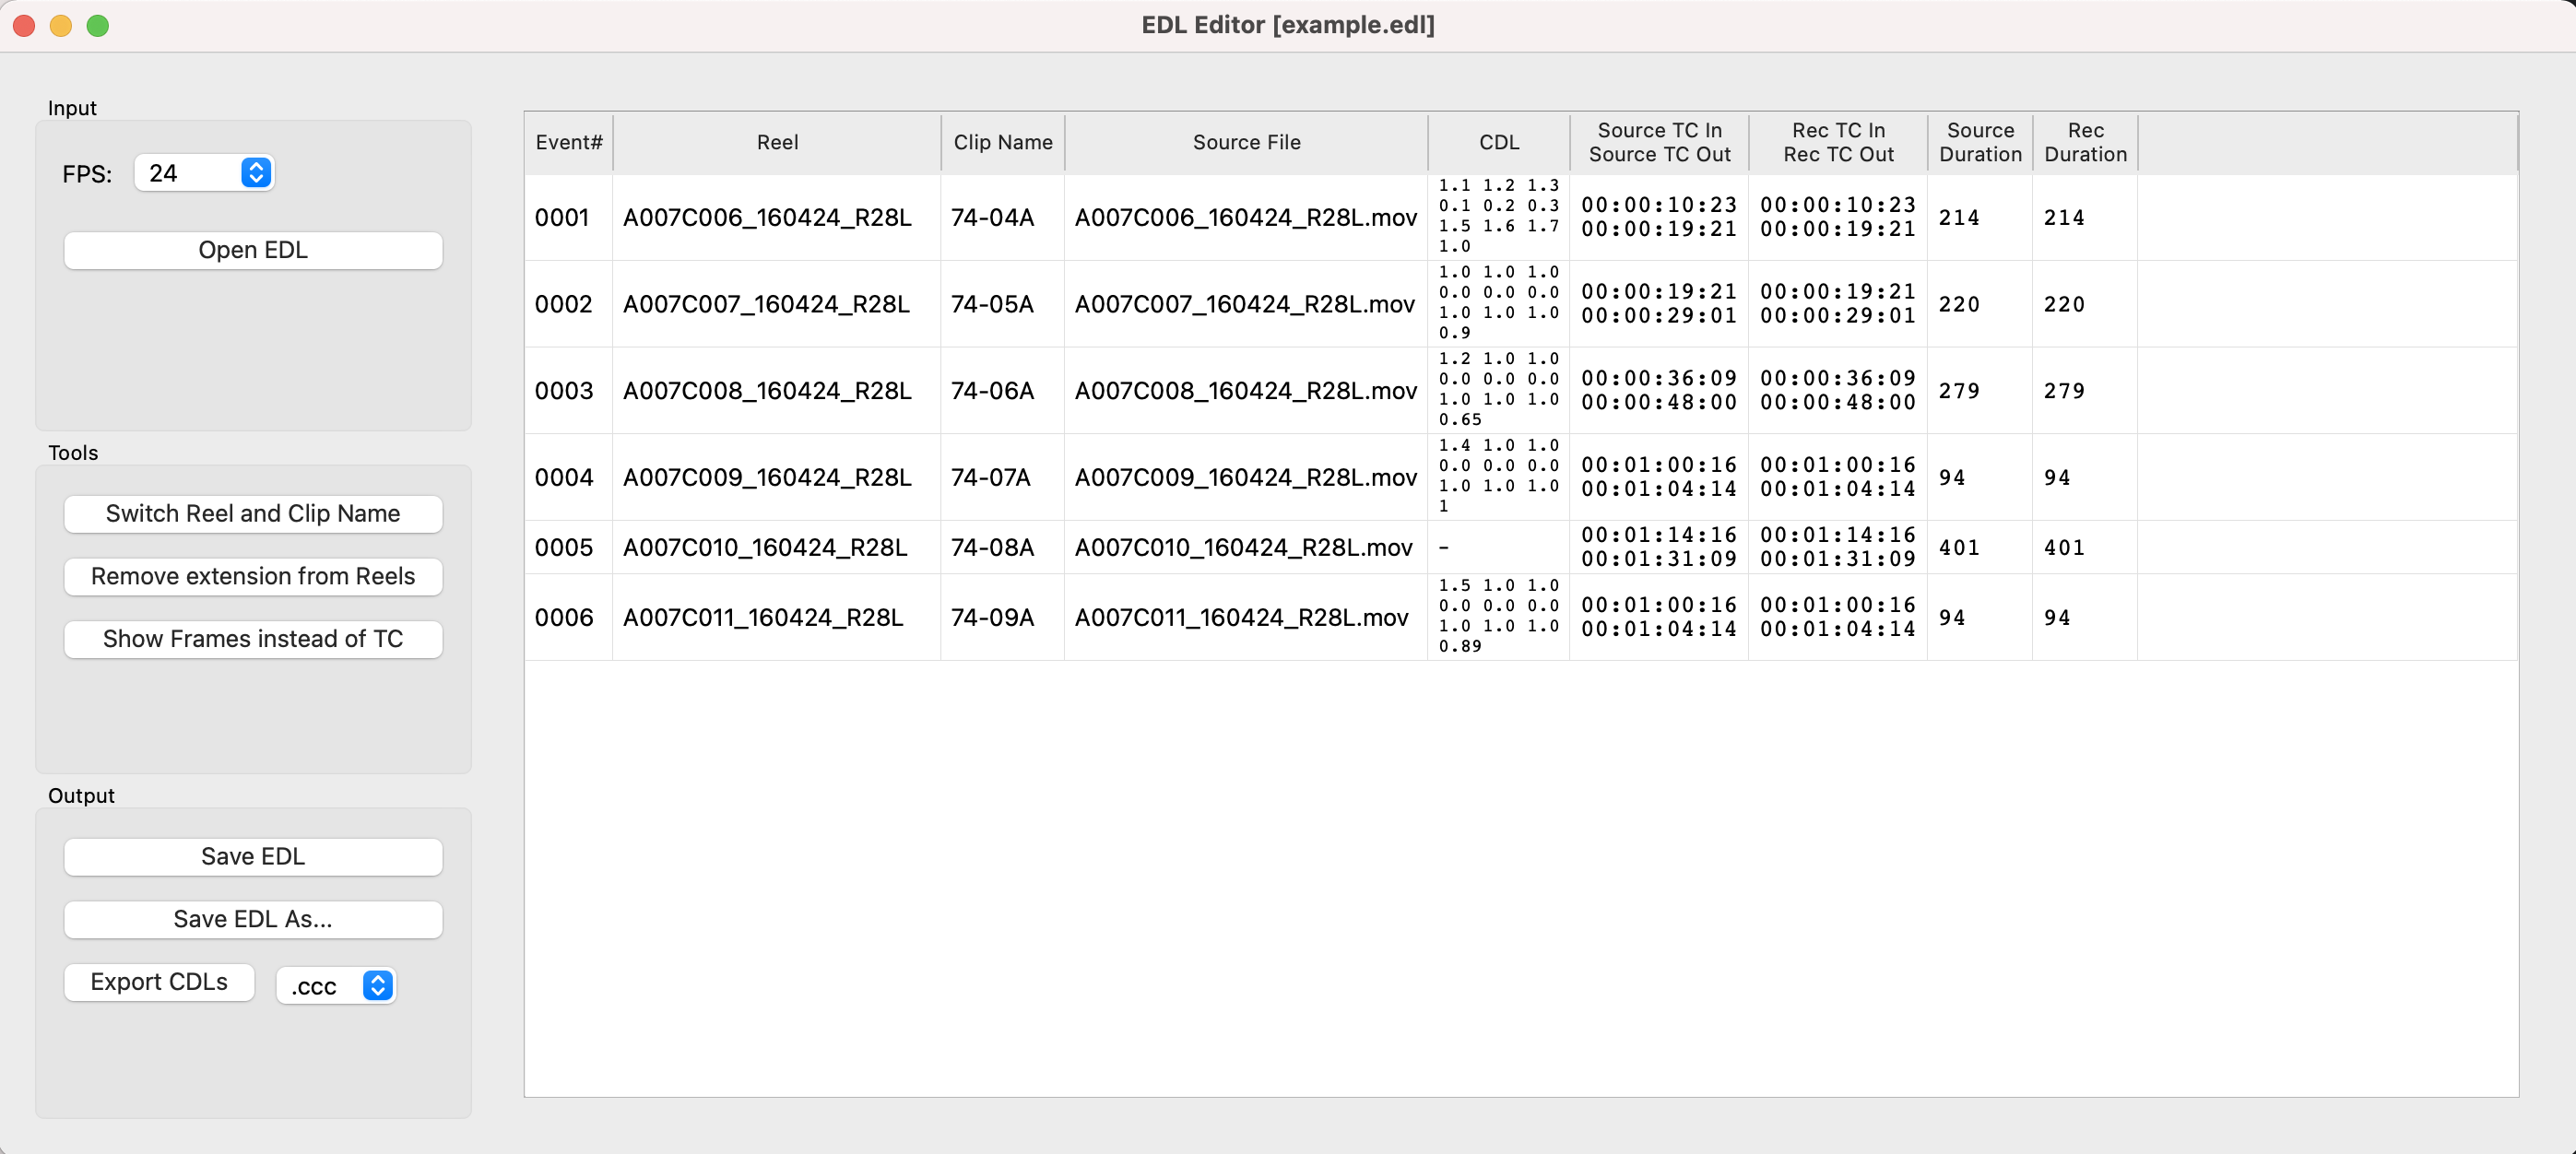 EDL Editor [example.edl]
Input
FPS: 24
Open EDL
Tools
Switch Reel and Clip Name
Remove extension from Reels
Show Frames instead of TC
Output
Save EDL
Save EDL As...
Export CDLs .ccc
Event# Reel Clip Name Source File CDL Source TC In Rec TC In Source Rec
Source TC Out Rec TC Out Duration Duration
0001 A007C006_160424_R28L 74-04A A007C006_160424_R28L.mov
1.1 1.2 1.3
0.1 0.2 0.3
1.5 1.6 1.7
1.0
00:00:10:23 00:00:10:23
00:00:19:21 00:00:19:21
214 214
0002 A007C007_160424_R28L 74-05A A007C007_160424_R28L.mov
1.0 1.0 1.0
0.0 0.0 0.0
1.0 1.0 1.0
0.9
00:00:19:21 00:00:19:21
00:00:29:01 00:00:29:01
220 220
0003 A007C008_160424_R28L 74-06A A007C008_160424_R28L.mov
1.2 1.0 1.0
0.0 0.0 0.0
1.0 1.0 1.0
0.65
00:00:36:09 00:00:36:09
00:00:48:00 00:00:48:00
279 279
0004 A007C009_160424_R28L 74-07A A007C009_160424_R28L.mov
1.4 1.0 1.0
0.0 0.0 0.0
1.0 1.0 1.0
1
00:01:00:16 00:01:00:16
00:01:04:14 00:01:04:14
94 94
0005 A007C010_160424_R28L 74-08A A007C010_160424_R28L.mov -
00:01:14:16 00:01:14:16
00:01:31:09 00:01:31:09
401 401
0006 A007C011_160424_R28L 74-09A A007C011_160424_R28L.mov
1.5 1.0 1.0
0.0 0.0 0.0
1.0 1.0 1.0
0.89
00:01:00:16 00:01:00:16
00:01:04:14 00:01:04:14
94 94